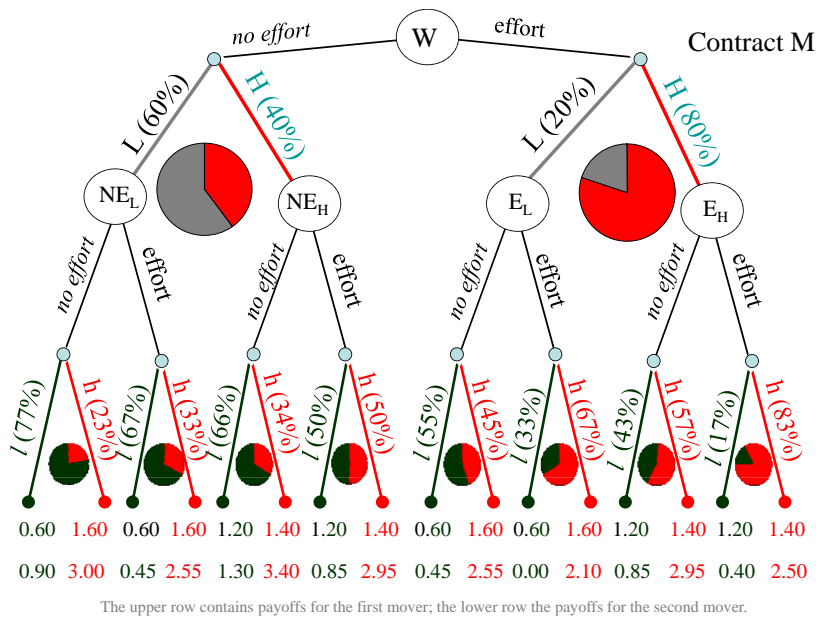 no effort W effort Contract M
L (60%) H (40%) L (20%) H (80%)
NE_L NE_H E_L E_H
no effort effort no effort effort no effort effort no effort effort
l (77%) h (23%) l (67%) h (33%) l (66%) h (34%) l (50%) h (50%) l (55%) h (45%) l (33%) h (67%) l (43%) h (57%) l (17%) h (83%)
0.60 1.60 0.60 1.60 1.20 1.40 1.20 1.40 0.60 1.60 0.60 1.60 1.20 1.40 1.20 1.40
0.90 3.00 0.45 2.55 1.30 3.40 0.85 2.95 0.45 2.55 0.00 2.10 0.85 2.95 0.40 2.50
The upper row contains payoffs for the first mover; the lower row the payoffs for the second mover.